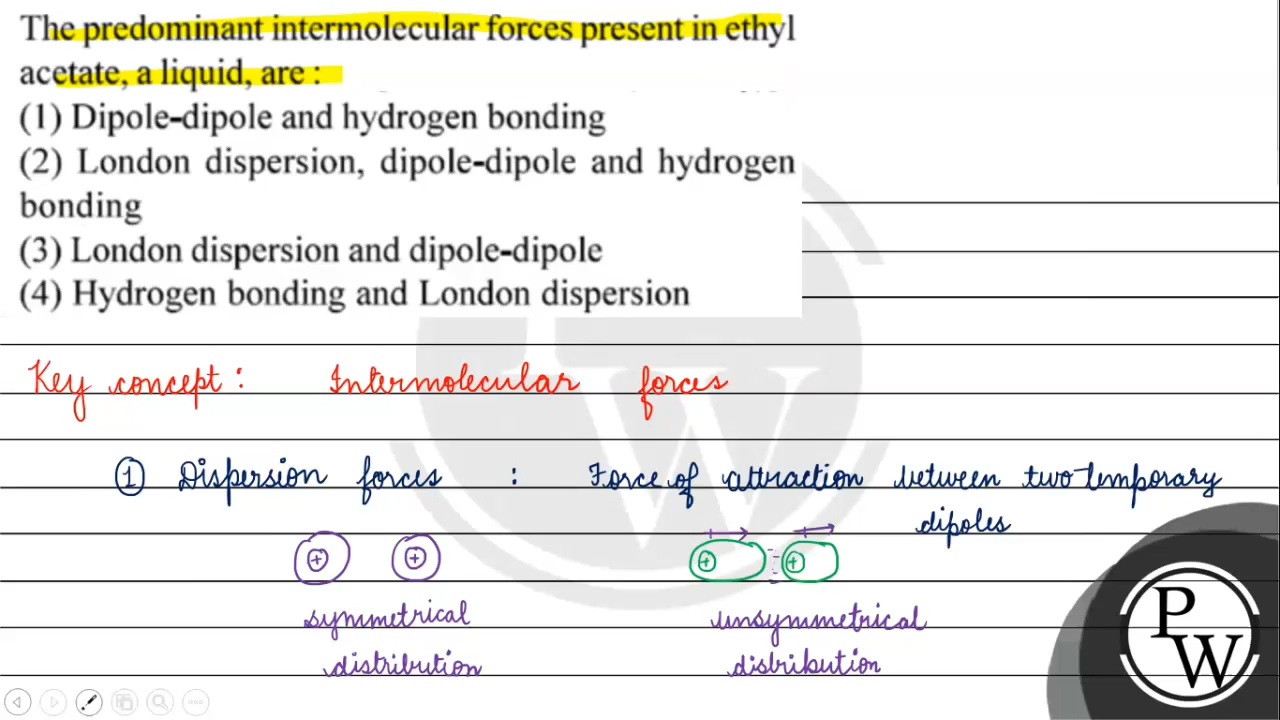 The predominant intermolecular forces present in ethyl
acetate, a liquid, are :
(1) Dipole-dipole and hydrogen bonding
(2) London dispersion, dipole-dipole and hydrogen
bonding
(3) London dispersion and dipole-dipole
(4) Hydrogen bonding and London dispersion
Key concept : Intermolecular forces
① Dispersion forces : Force of attraction between two temporary
dipoles
+ + + +
symmetrical unsymmetrical
distribution distribution
P
W